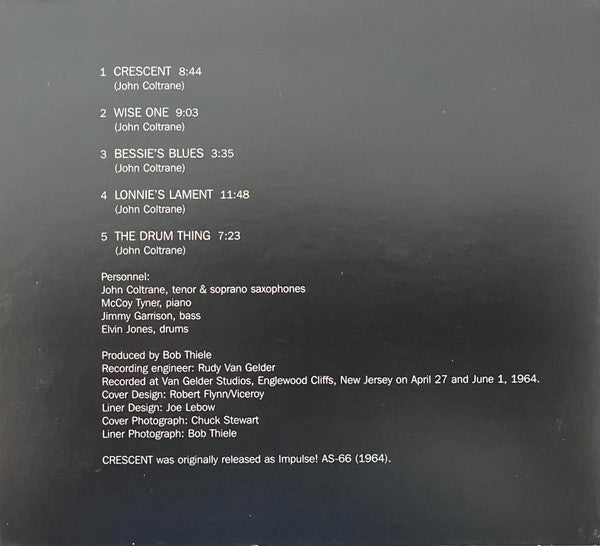 1 CRESCENT 8:44
(John Coltrane)
2 WISE ONE 9:03
(John Coltrane)
3 BESSIE'S BLUES 3:35
(John Coltrane)
4 LONNIE'S LAMENT 11:48
(John Coltrane)
5 THE DRUM THING 7:23
(John Coltrane)
Personnel:
John Coltrane, tenor & soprano saxophones
McCoy Tyner, piano
Jimmy Garrison, bass
Elvin Jones, drums
Produced by Bob Thiele
Recording engineer: Rudy Van Gelder
Recorded at Van Gelder Studios, Englewood Cliffs, New Jersey on April 27 and June 1, 1964.
Cover Design: Robert Flynn/Viceroy
Liner Design: Joe Lebow
Cover Photograph: Chuck Stewart
Liner Photograph: Bob Thiele
CRESCENT was originally released as Impulse! AS-66 (1964).